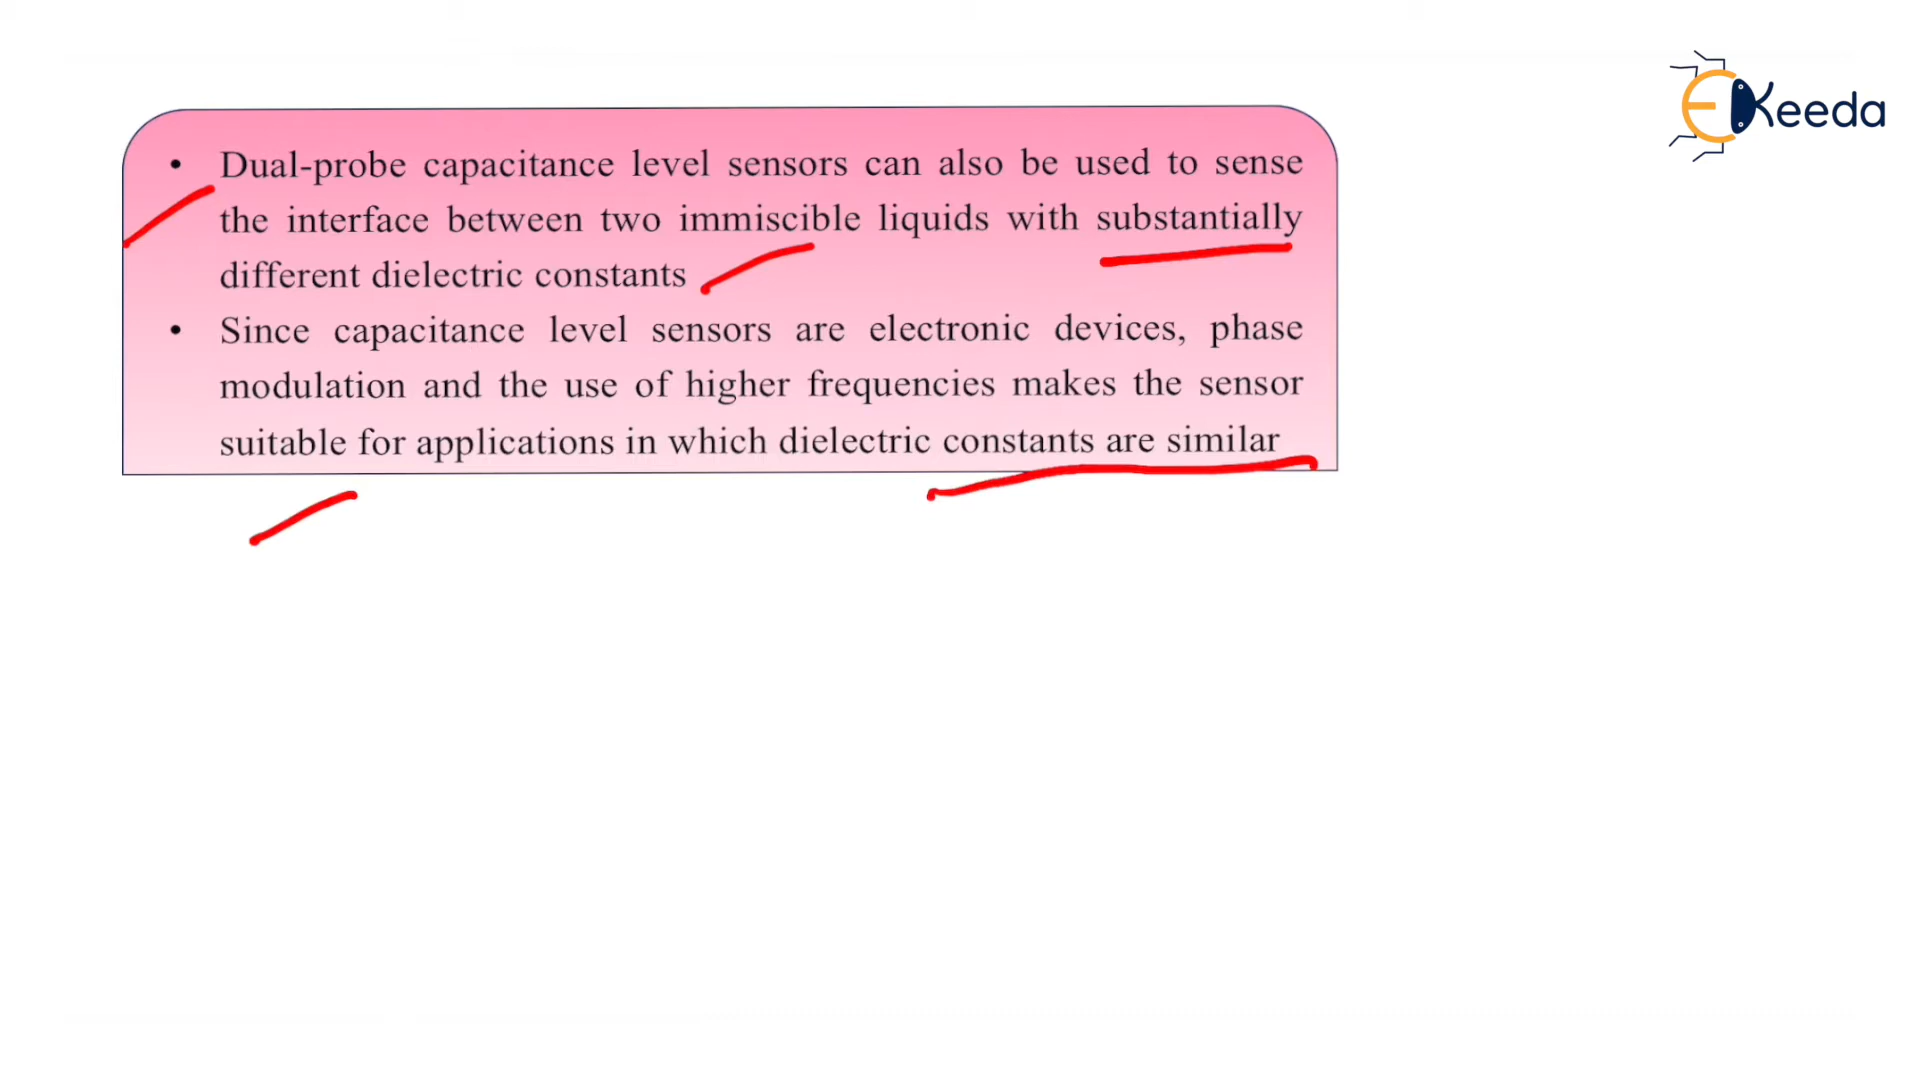 Dual-probe capacitance level sensors can also be used to sense
the interface between two immiscible liquids with substantially
different dielectric constants
Since capacitance level sensors are electronic devices, phase
modulation and the use of higher frequencies makes the sensor
suitable for applications in which dielectric constants are similar
EKeeda